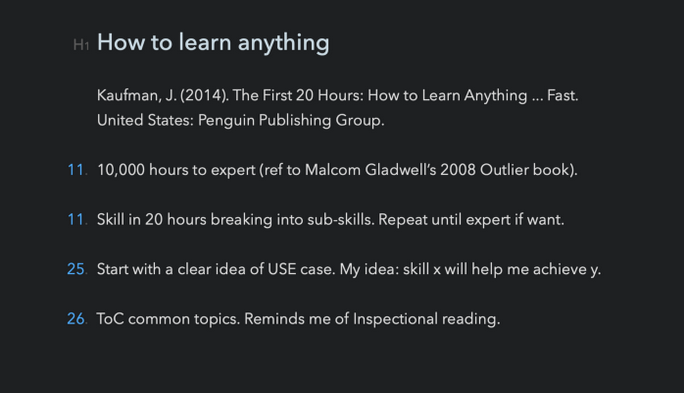 H1 How to learn anything
Kaufman, J. (2014). The First 20 Hours: How to Learn Anything ... Fast.
United States: Penguin Publishing Group.
11. 10,000 hours to expert (ref to Malcom Gladwell’s 2008 Outlier book).
11. Skill in 20 hours breaking into sub-skills. Repeat until expert if want.
25. Start with a clear idea of USE case. My idea: skill x will help me achieve y.
26. ToC common topics. Reminds me of Inspectional reading.